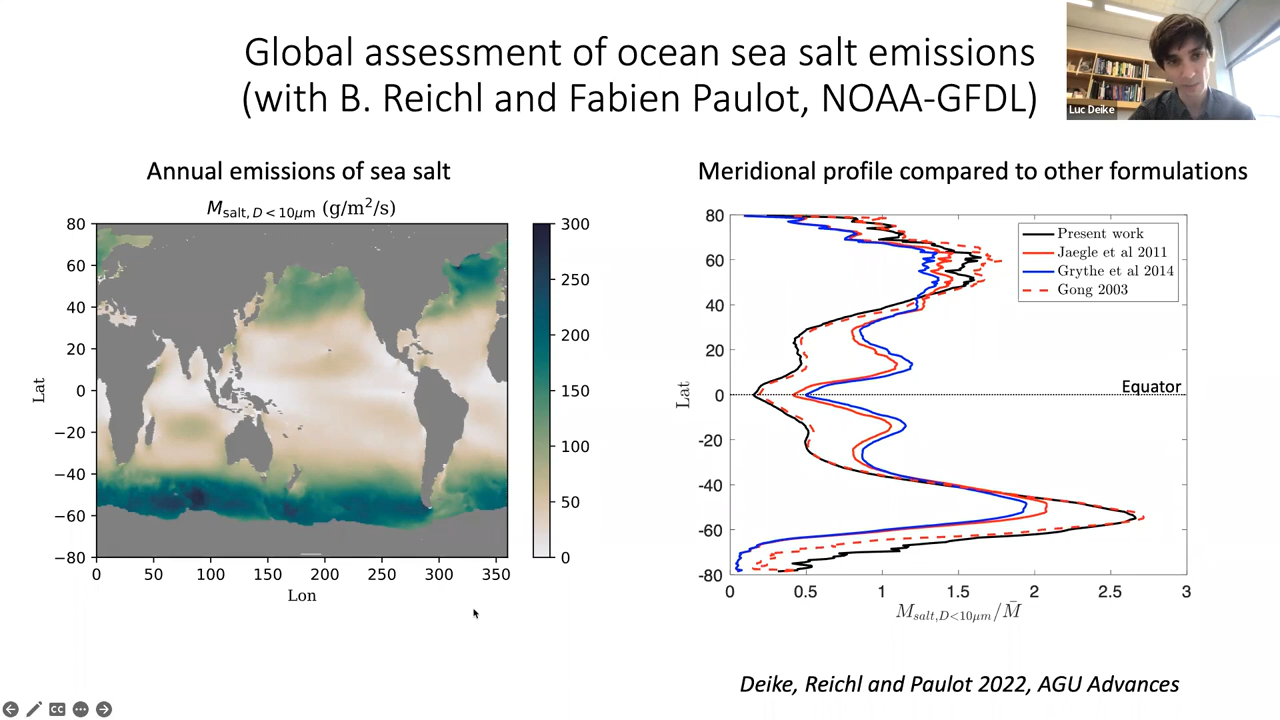 Global assessment of ocean sea salt emissions
(with B. Reichl and Fabien Paulot, NOAA-GFDL)
Luc Deike
Annual emissions of sea salt
M_salt, D < 10μm (g/m²/s)
80
60
40
20
0
−20
−40
−60
−80
Lat
0 50 100 150 200 250 300 350
Lon
300
250
200
150
100
50
0
Meridional profile compared to other formulations
80
60
40
20
0
-20
-40
-60
-80
Lat
Present work
Jaegle et al 2011
Grythe et al 2014
Gong 2003
Equator
0 0.5 1 1.5 2 2.5 3
M_salt,D<10μm/M̄
Deike, Reichl and Paulot 2022, AGU Advances
CC